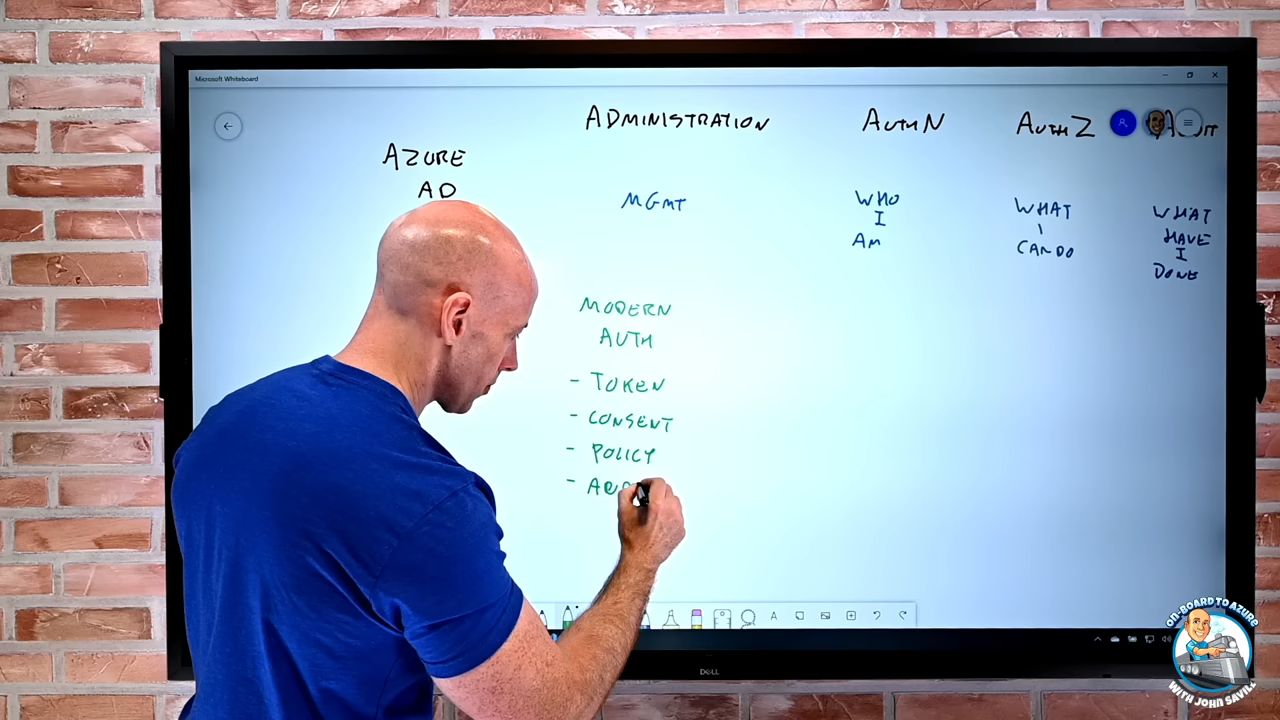 Microsoft Whiteboard
ADMINISTRATION
AUTHN
AUTHZ
AZURE
AD
MGMT
WHO
I
AM
WHAT
I
CAN DO
WHAT
HAVE
I
DONE
MODERN
AUTH
- TOKEN
- CONSENT
- POLICY
DELL
ON-BOARD TO AZURE
WITH JOHN SAVILL